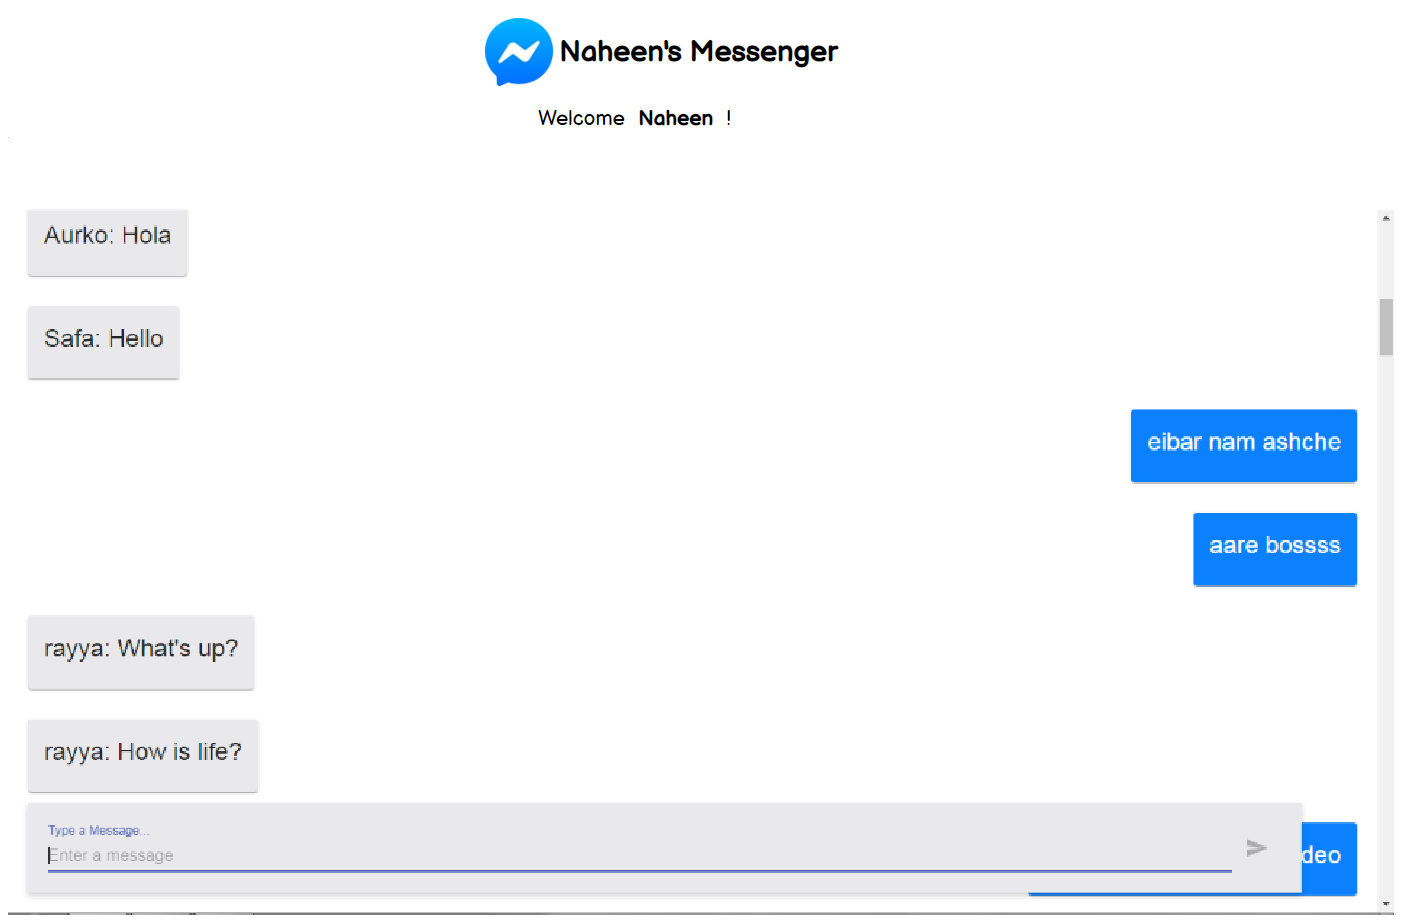 Naheen's Messenger
Welcome Naheen !
Aurko: Hola
Safa: Hello
eibar nam ashche
aare bossss
rayya: What's up?
rayya: How is life?
Type a Message...
Enter a message
deo